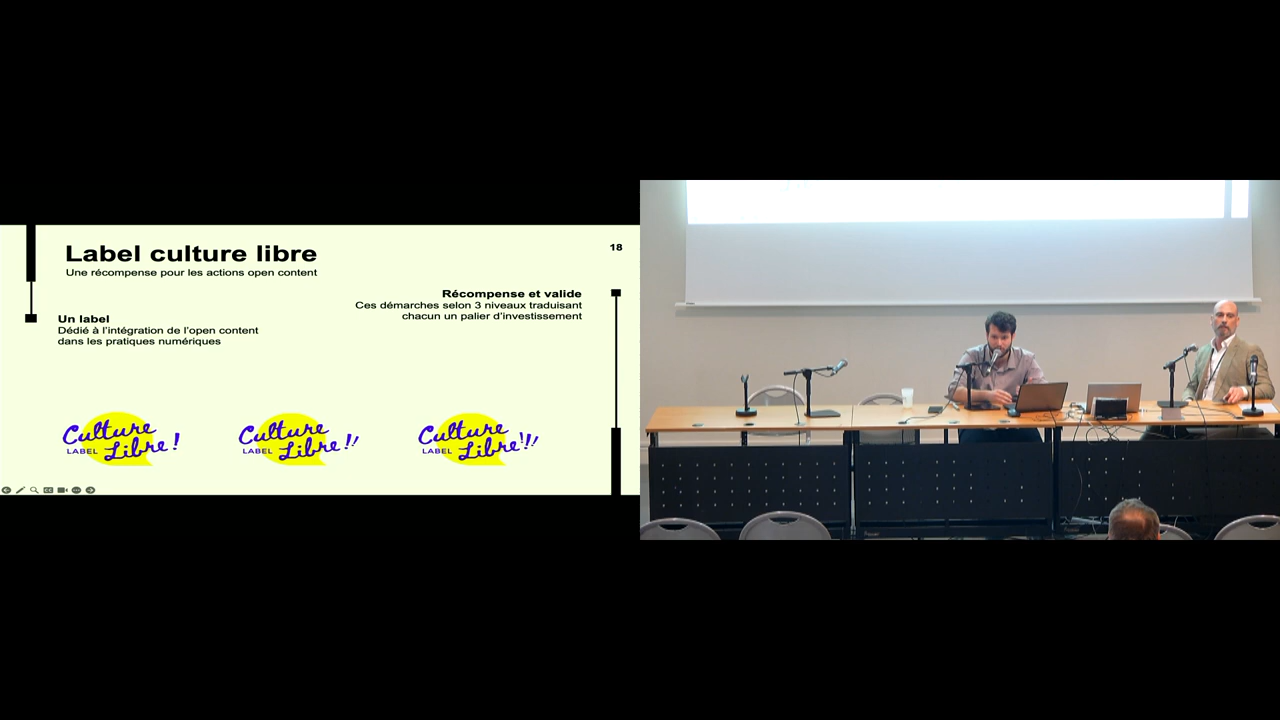 Label culture libre
Une récompense pour les actions open content
18
Récompense et valide
Ces démarches selon 3 niveaux traduisant
chacun un palier d'investissement
Un label
Dédié à l'intégration de l'open content
dans les pratiques numériques
Culture
LABEL Libre !
Culture
LABEL Libre !!
Culture
LABEL Libre !!!